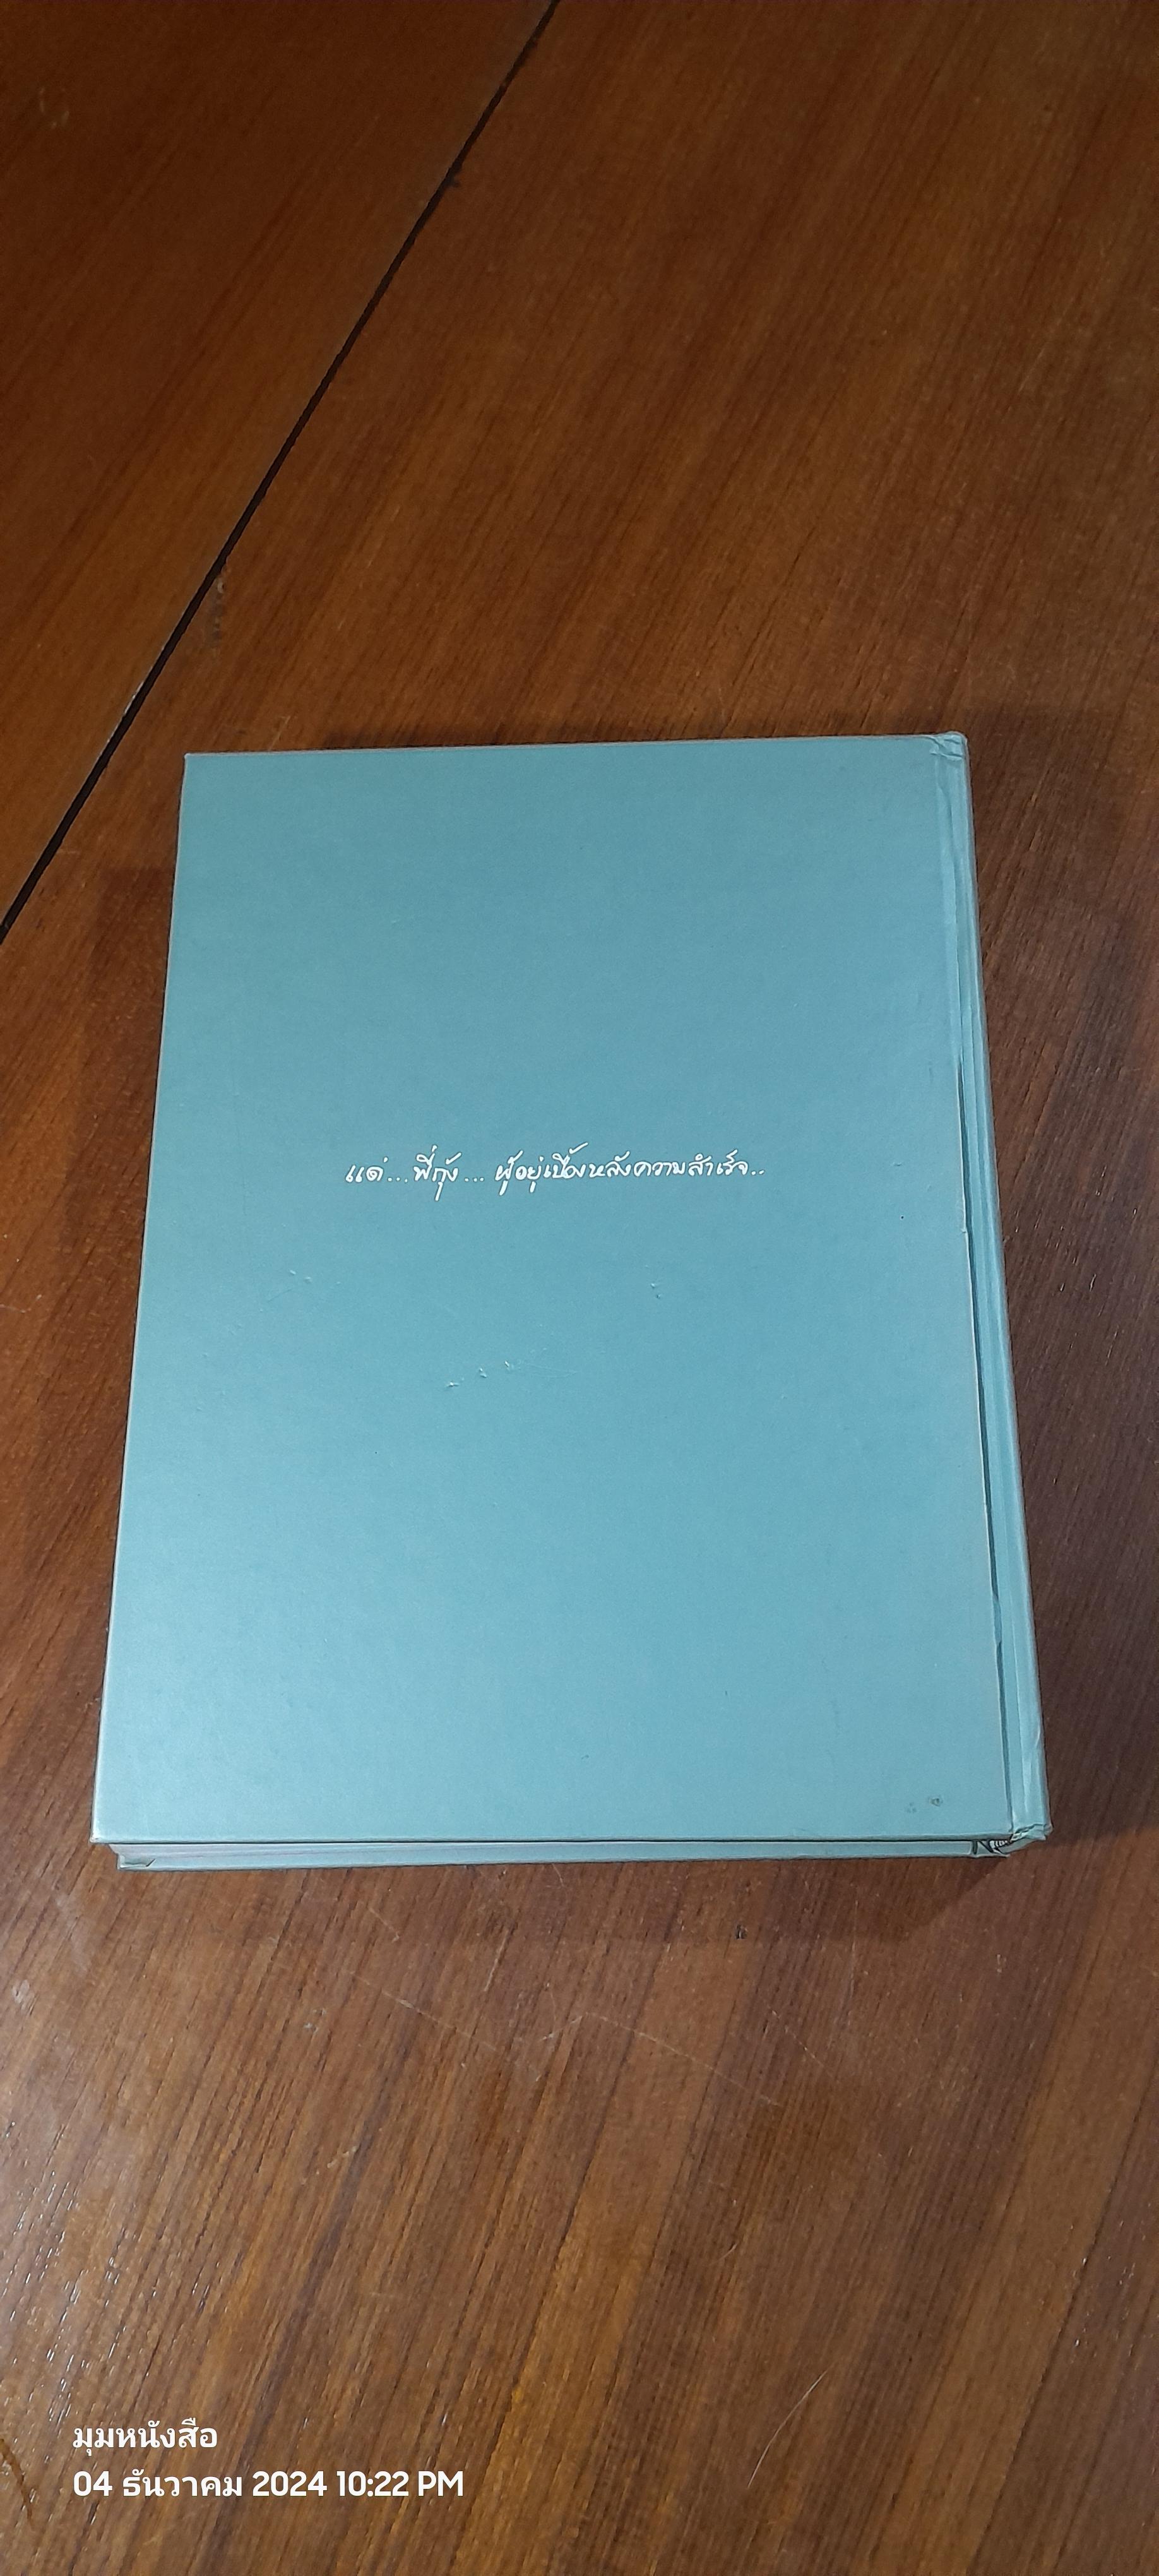 แด่...พี่กุ้ง... ผู้อยู่เบื้องหลังความสำเร็จ..
มุมหนังสือ
04 ธันวาคม 2024 10:22 PM